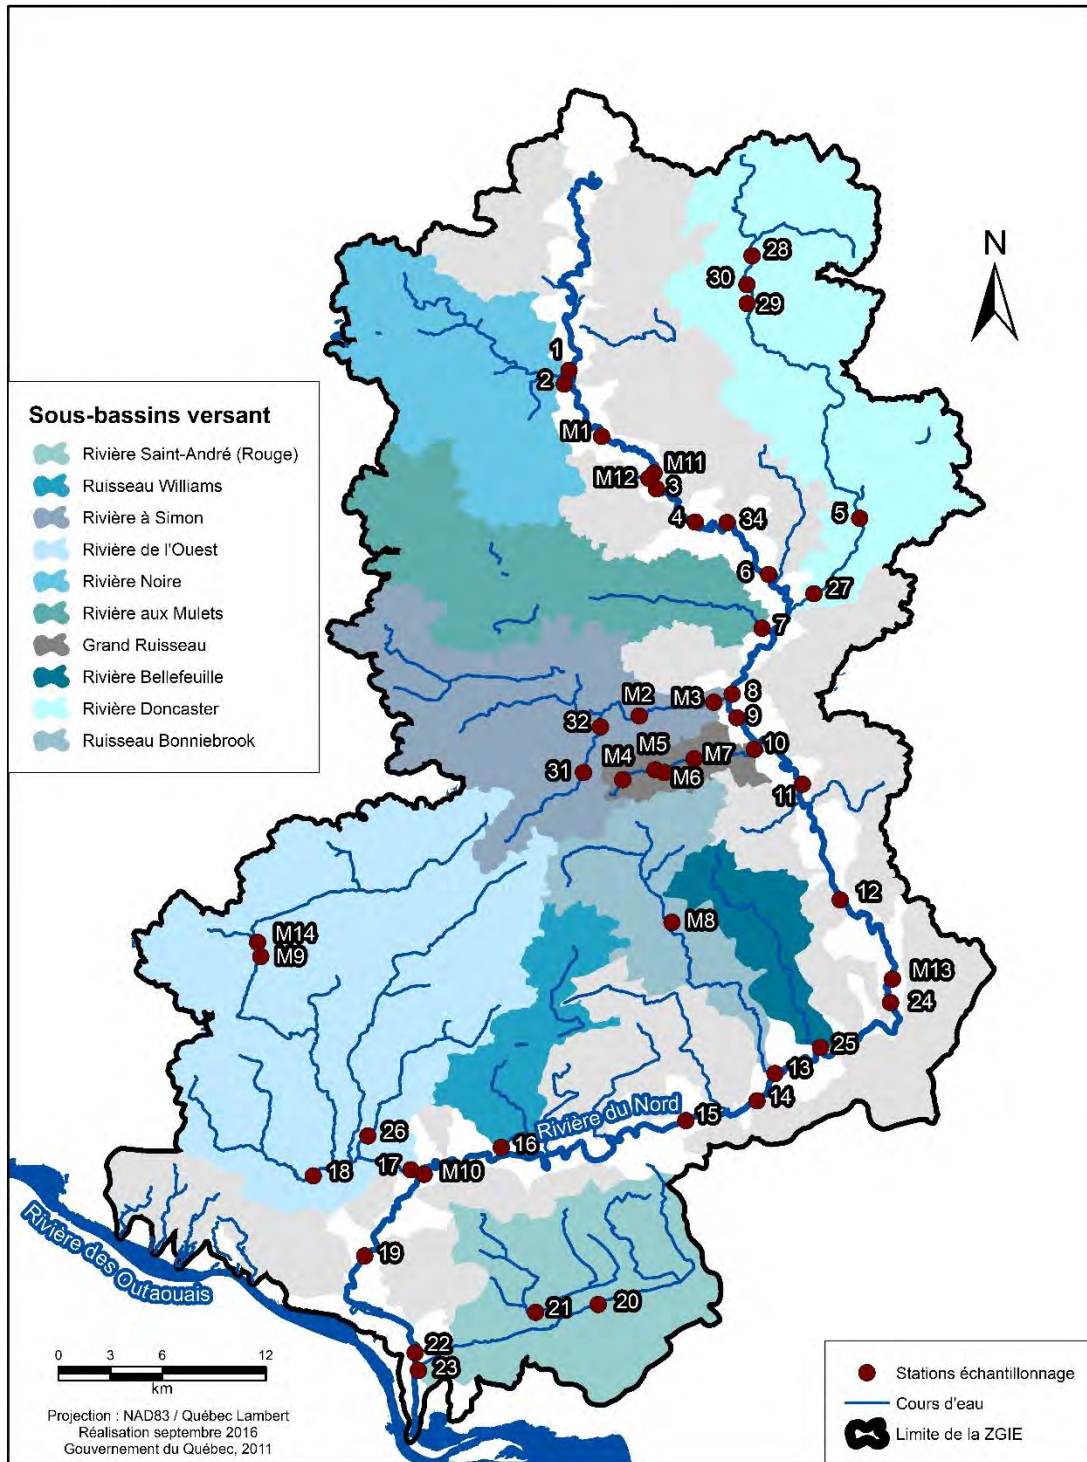 N
28
30
29
1
2
M1
M11
M12
3
4
34
5
6
27
7
8
M2
M3
9
32
10
M5
M7
M4
31
M6
11
12
M8
M14
M9
M13
24
25
13
14
15
Rivière du Nord
16
26
17
M10
18
19
21
20
22
23
Rivière des Outaouais
Sous-bassins versant
Rivière Saint-André (Rouge)
Ruisseau Williams
Rivière à Simon
Rivière de l'Ouest
Rivière Noire
Rivière aux Mulets
Grand Ruisseau
Rivière Bellefeuille
Rivière Doncaster
Ruisseau Bonniebrook
0 3 6 12
km
Projection : NAD83 / Québec Lambert
Réalisation septembre 2016
Gouvernement du Québec, 2011
Stations échantillonnage
Cours d'eau
Limite de la ZGIE